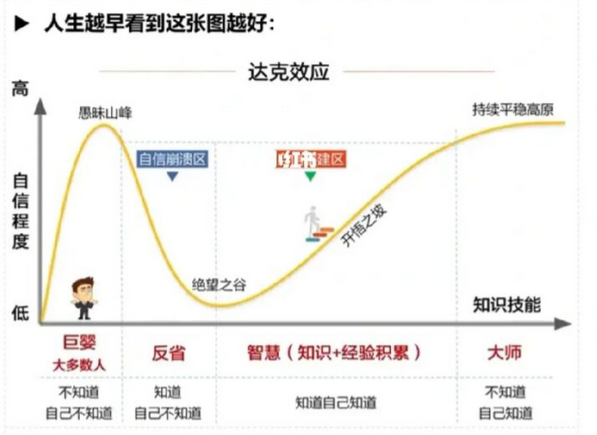 ▶ 人生越早看到这张图越好：
达克效应
高
愚昧山峰
持续平稳高原
自信崩溃区
建区
自信程度
开悟之坡
绝望之谷
低
知识技能
巨婴
大多数人
反省
智慧（知识+经验积累）
大师
不知道
自己不知道
知道
自己不知道
知道自己知道
不知道
自己知道